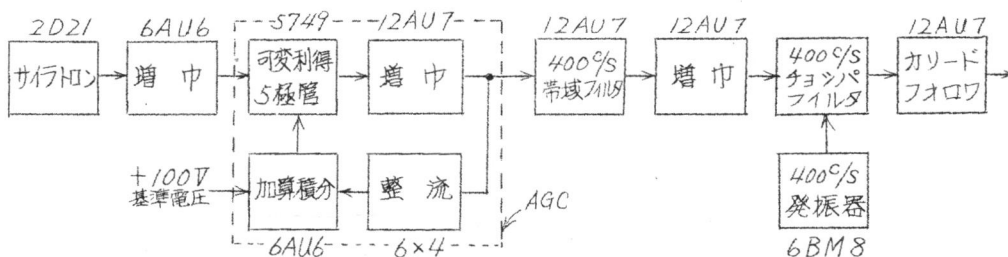 2D21
6AU6
5749
12AU7
12AU7
12AU7
12AU7
サイラトロン
増巾
可変利得
5極管
増巾
400c/s
帯域フィルタ
増巾
400c/s
チョッパ
フィルタ
カソード
フオロワ
+100V
基準電圧
加算積分
整流
AGC
400c/s
発振器
6AU6
6×4
6BM8